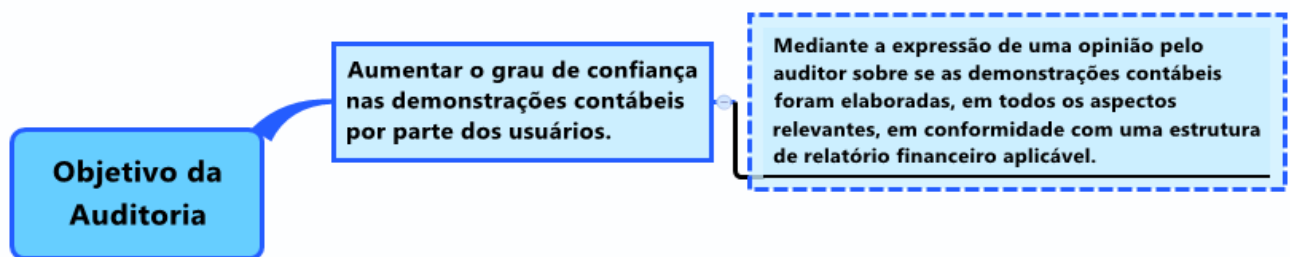 Objetivo da
Auditoria
Aumentar o grau de confiança
nas demonstrações contábeis
por parte dos usuários.
Mediante a expressão de uma opinião pelo
auditor sobre se as demonstrações contábeis
foram elaboradas, em todos os aspectos
relevantes, em conformidade com uma estrutura
de relatório financeiro aplicável.